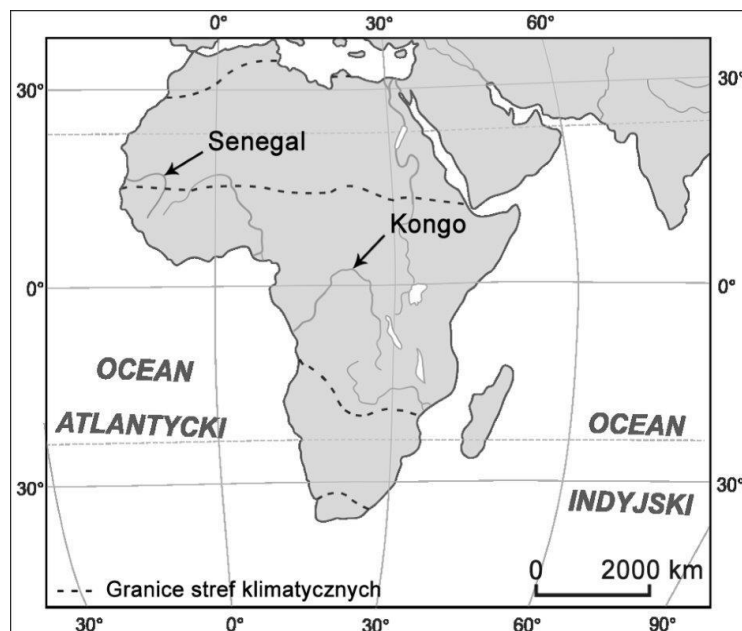 0° 30° 60°
30° 30°
Senegal
Kongo
0° 0°
OCEAN
ATLANTYCKI
OCEAN
30° 30°
INDYJSKI
0 2000 km
Granice stref klimatycznych
30° 0° 30° 60° 90°